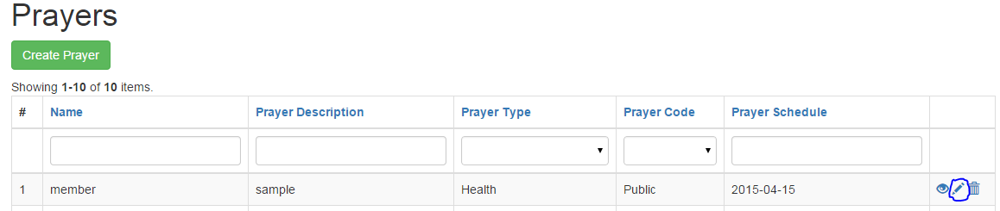 Prayers
Create Prayer
Showing 1-10 of 10 items.
# Name Prayer Description Prayer Type Prayer Code Prayer Schedule
1 member sample Health Public 2015-04-15